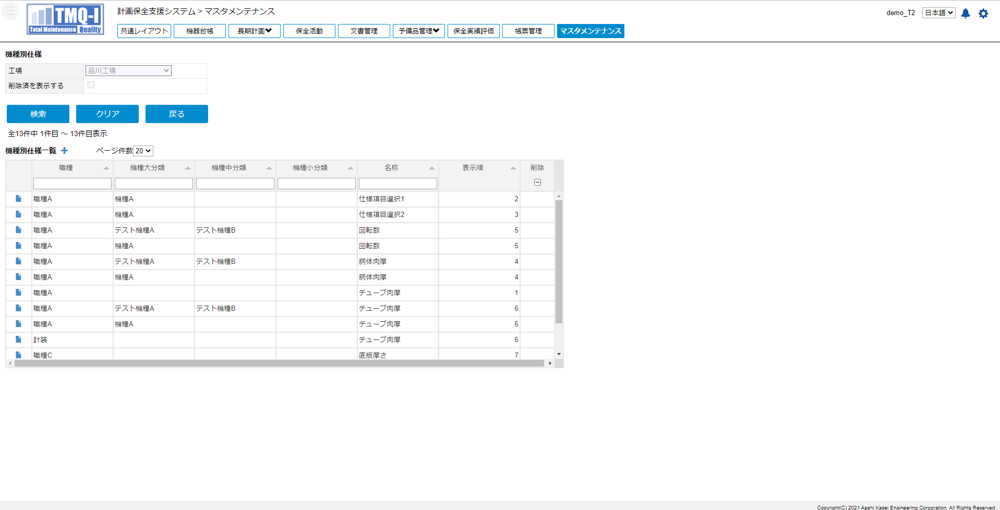 TMQ-I
Total Maintenance Quality
計画保全支援システム > マスタメンテナンス
demo_T2 日本語
共通レイアウト 機器台帳 長期計画 保全活動 文書管理 予備品管理 保全実績評価 帳票管理 マスタメンテナンス
機種別仕様
工場 品川工場
削除済を表示する
検索 クリア 戻る
全13件中 1件目 ～ 13件目表示
機種別仕様一覧 ページ件数 20
職種 機種大分類 機種中分類 機種小分類 名称 表示順 削除
職種A 機種A 仕様項目選択1 2
職種A 機種A 仕様項目選択2 3
職種A テスト機種A テスト機種B 回転数 5
職種A 機種A 回転数 5
職種A テスト機種A テスト機種B 胴体肉厚 4
職種A 機種A 胴体肉厚 4
職種A チューブ肉厚 1
職種A テスト機種A テスト機種B チューブ肉厚 6
職種A 機種A チューブ肉厚 6
計装 チューブ肉厚 6
職種C 底版厚さ 7
Copyright(C) 2021 Asahi Kasei Engineering Corporation. All Rights Reserved.